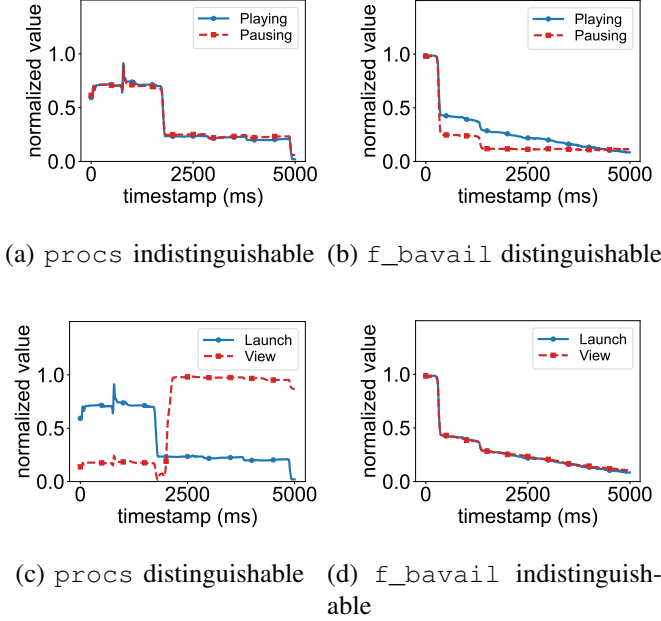 normalized value
1.0
0.5
0.0
Playing
Pausing
0
2500
5000
timestamp (ms)
(a) procs indistinguishable
normalized value
1.0
0.5
0.0
Playing
Pausing
0
2500
5000
timestamp (ms)
(b) f_bavail distinguishable
normalized value
1.0
0.5
0.0
Launch
View
0
2500
5000
timestamp (ms)
(c) procs distinguishable
normalized value
1.0
0.5
0.0
Launch
View
0
2500
5000
timestamp (ms)
(d) f_bavail indistinguish-
able